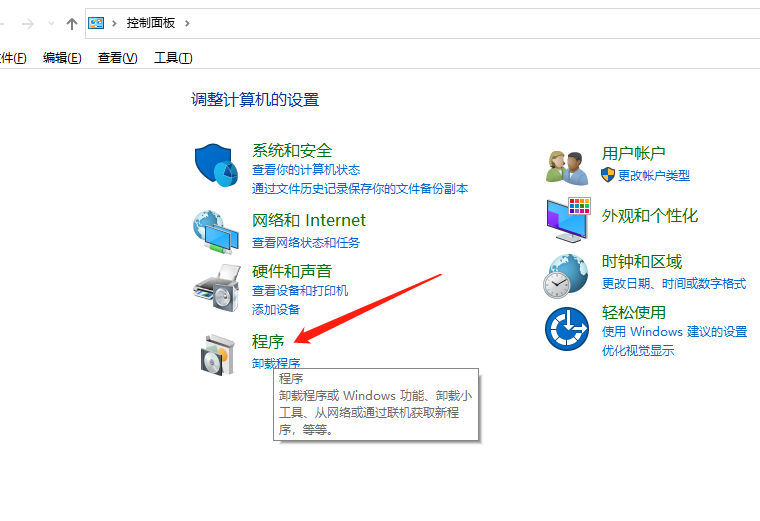 控制面板
件(F) 编辑(E) 查看(V) 工具(T)
调整计算机的设置
系统和安全
查看你的计算机状态
通过文件历史记录保存你的文件备份副本
网络和 Internet
查看网络状态和任务
硬件和声音
查看设备和打印机
添加设备
程序
卸载程序
程序
卸载程序或 Windows 功能、卸载小
工具、从网络或通过联机获取新程
序，等等。
用户帐户
更改帐户类型
外观和个性化
时钟和区域
更改日期、时间或数字格式
轻松使用
使用 Windows 建议的设置
优化视觉显示